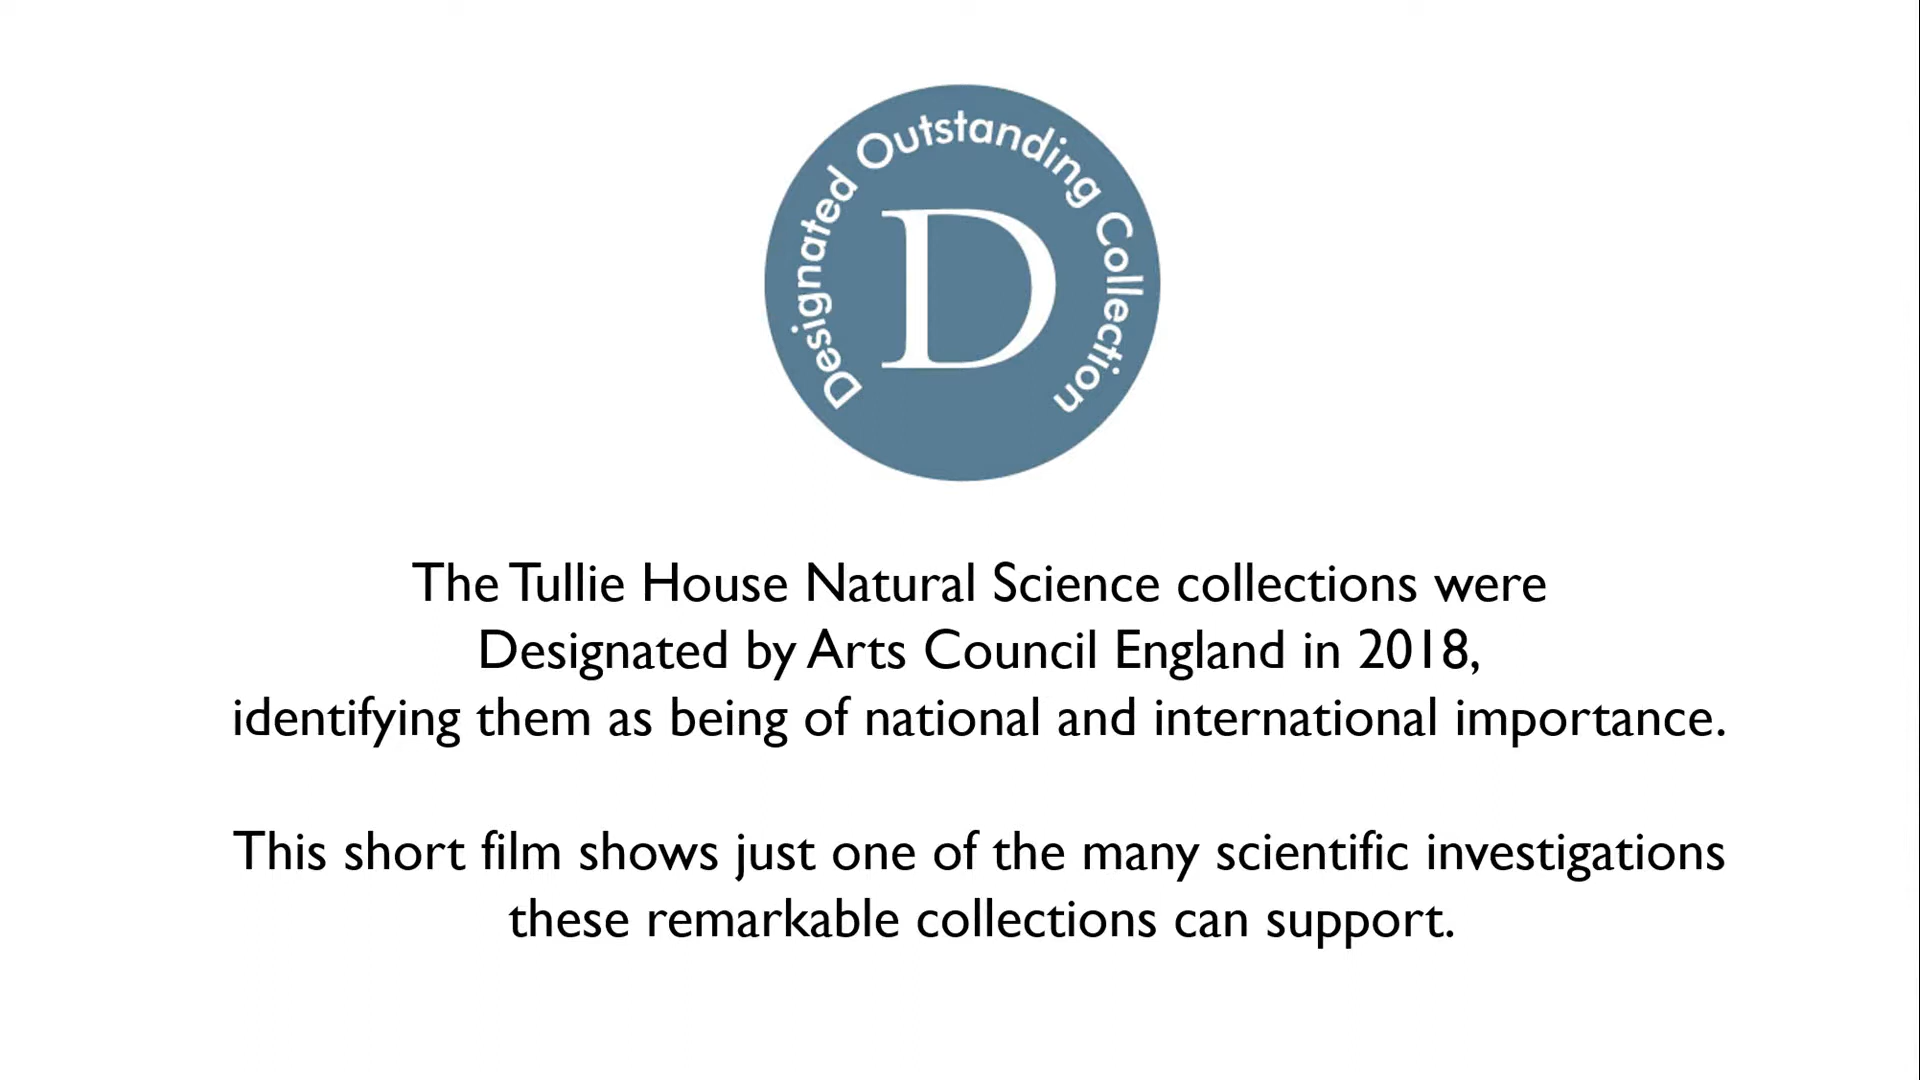 Designated Outstanding Collection
D
The Tullie House Natural Science collections were
Designated by Arts Council England in 2018,
identifying them as being of national and international importance.
This short film shows just one of the many scientific investigations
these remarkable collections can support.